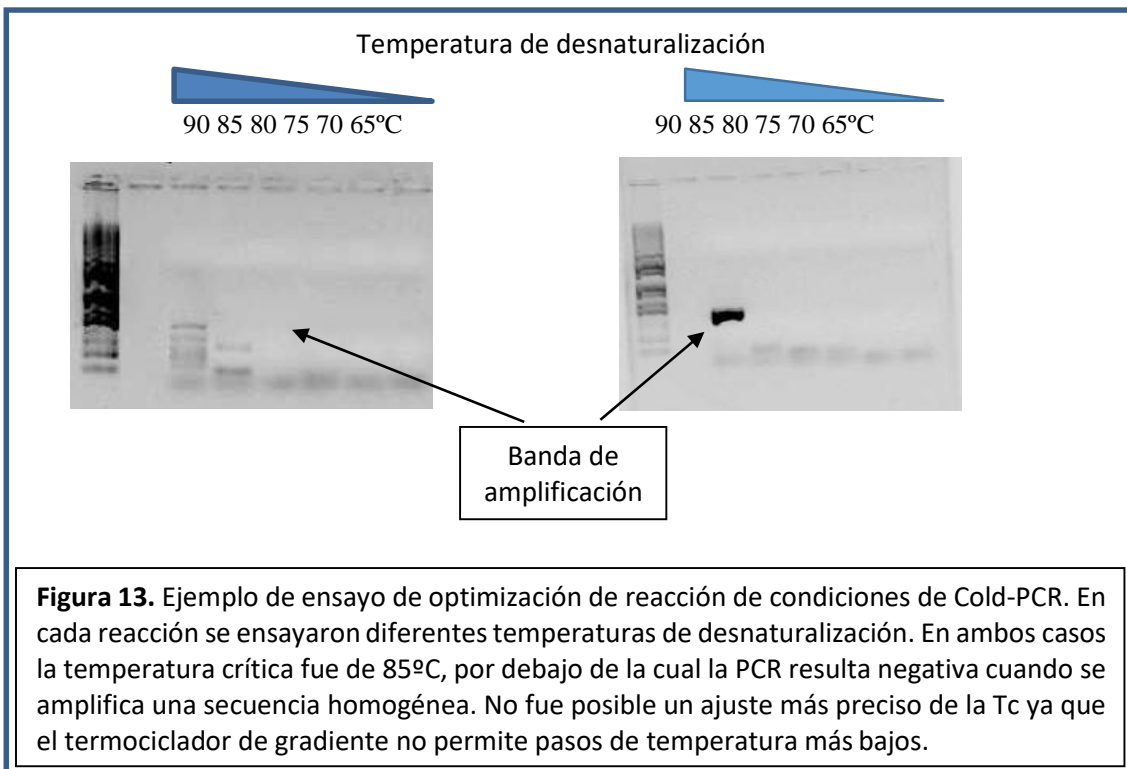 Temperatura de desnaturalización
90 85 80 75 70 65ºC
90 85 80 75 70 65ºC
Banda de
amplificación
Figura 13. Ejemplo de ensayo de optimización de reacción de condiciones de Cold-PCR. En
cada reacción se ensayaron diferentes temperaturas de desnaturalización. En ambos casos
la temperatura crítica fue de 85ºC, por debajo de la cual la PCR resulta negativa cuando se
amplifica una secuencia homogénea. No fue posible un ajuste más preciso de la Tc ya que
el termociclador de gradiente no permite pasos de temperatura más bajos.